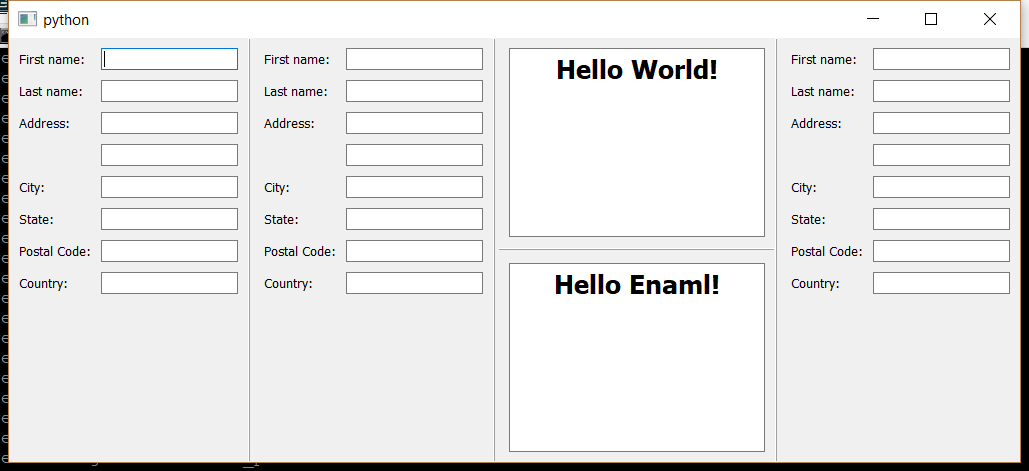 python
First name:
Last name:
Address:
City:
State:
Postal Code:
Country:
First name:
Last name:
Address:
City:
State:
Postal Code:
Country:
Hello World!
Hello Enaml!
First name:
Last name:
Address:
City:
State:
Postal Code:
Country: